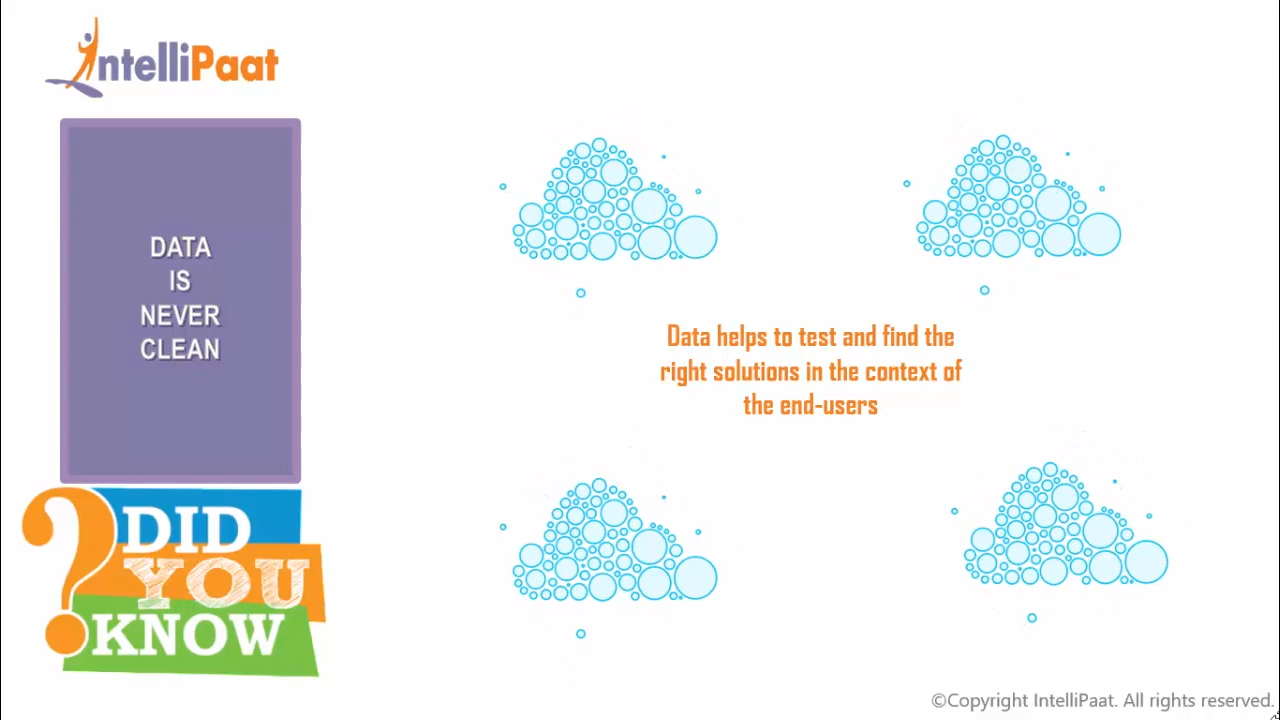 IntelliPaat
DATA
IS
NEVER
CLEAN
Data helps to test and find the
right solutions in the context of
the end-users
? DID
YOU
KNOW
©Copyright IntelliPaat. All rights reserved.